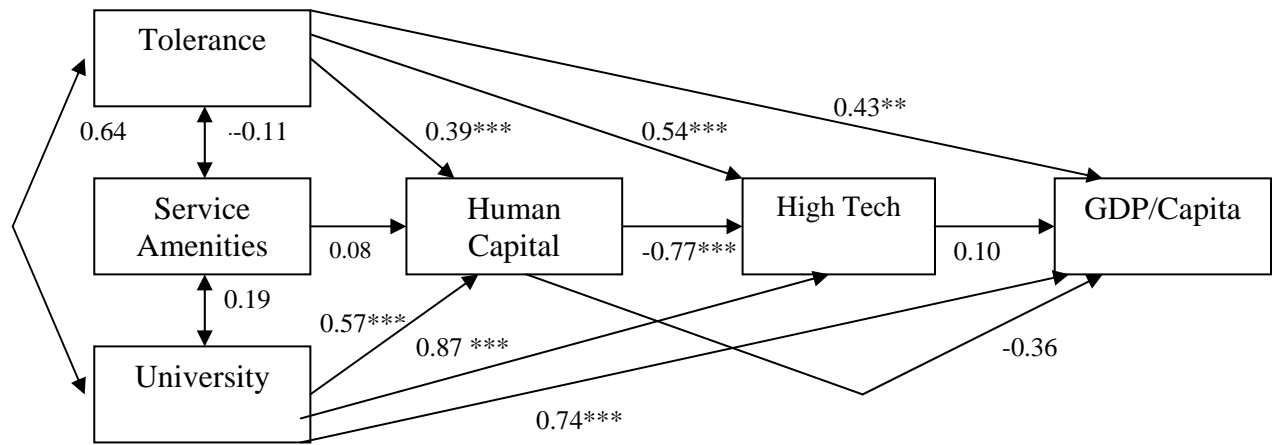 Tolerance
0.43**
0.64
--0.11
0.39***
0.54***
Service
Amenities
Human
Capital
High Tech
GDP/Capita
0.08
-0.77***
0.10
0.19
0.57***
0.87 ***
-0.36
University
0.74***